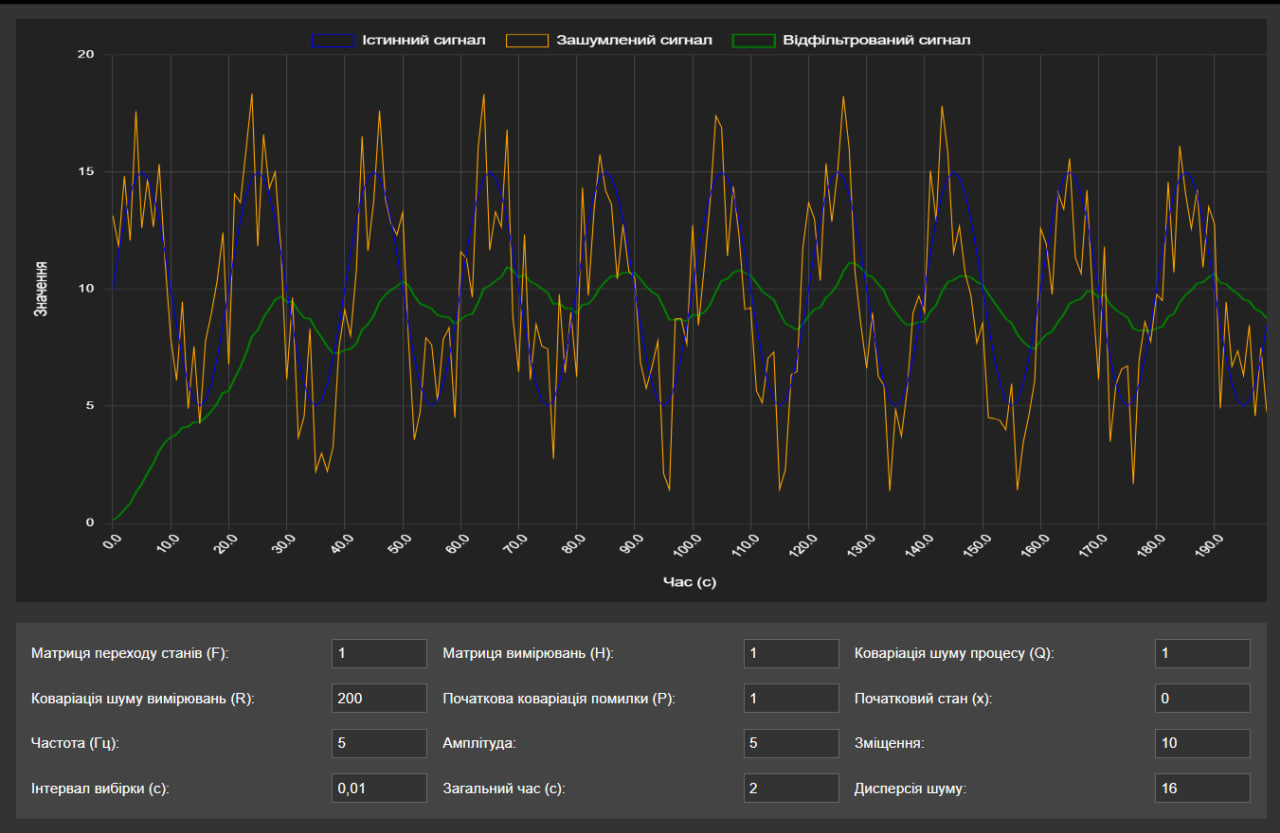 Істинний сигнал Зашумлений сигнал Відфільтрований сигнал
20
15
10
5
0
Значення
0.0 10.0 20.0 30.0 40.0 50.0 60.0 70.0 80.0 90.0 100.0 110.0 120.0 130.0 140.0 150.0 160.0 170.0 180.0 190.0
Час (с)
Матриця переходу станів (F): 1 Матриця вимірювань (H): 1 Коваріація шуму процесу (Q): 1
Коваріація шуму вимірювань (R): 200 Початкова коваріація помилки (P): 1 Початковий стан (x): 0
Частота (Гц): 5 Амплітуда: 5 Зміщення: 10
Інтервал вибірки (с): 0,01 Загальний час (с): 2 Дисперсія шуму: 16